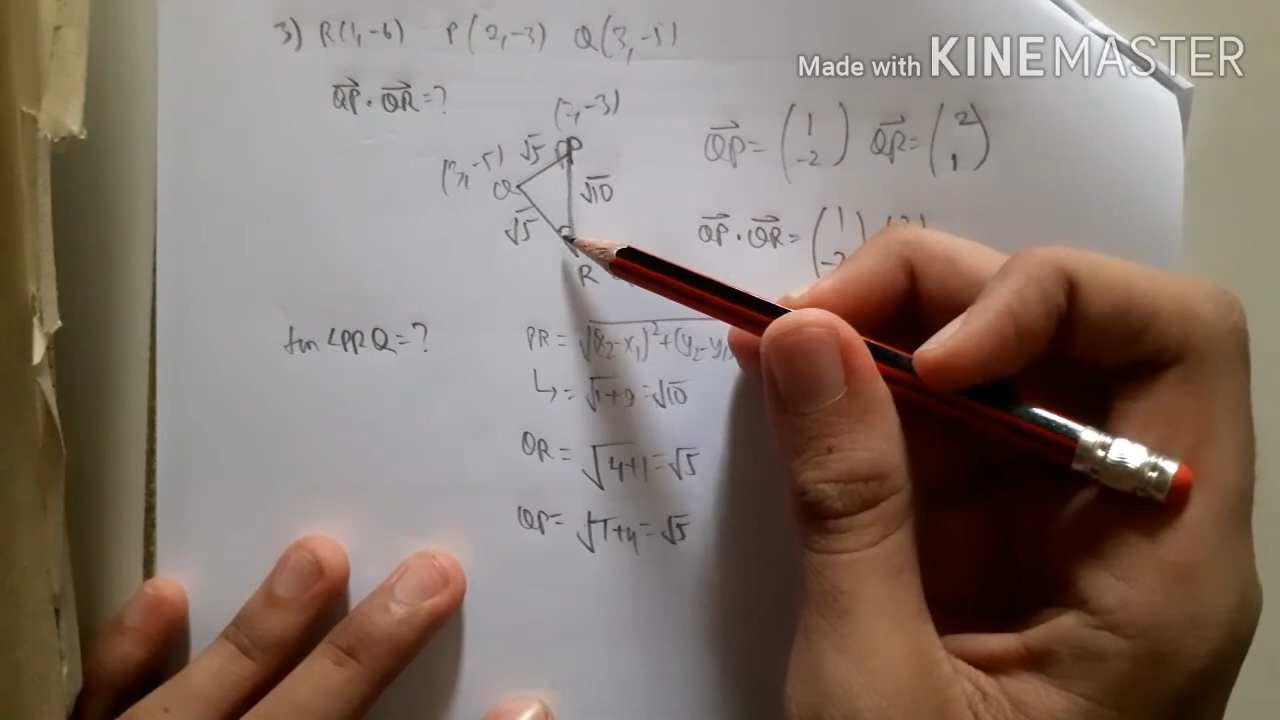 Made with KINEMASTER
3) R(1,-6) P(2,-3) Q(3,-5)
QP · QR = ?
(2,-3)
(3,-5) √5 P
Q √10
√5
R
QP = (1 -2) QR = (2 1)
QP · QR = (1 -2)
tan ∠PRQ = ?
PR = √(x₂-x₁)²+(y₂-y₁
↳ = √1+9 = √10
QR = √4+1 = √5
QP = √1+4 = √5